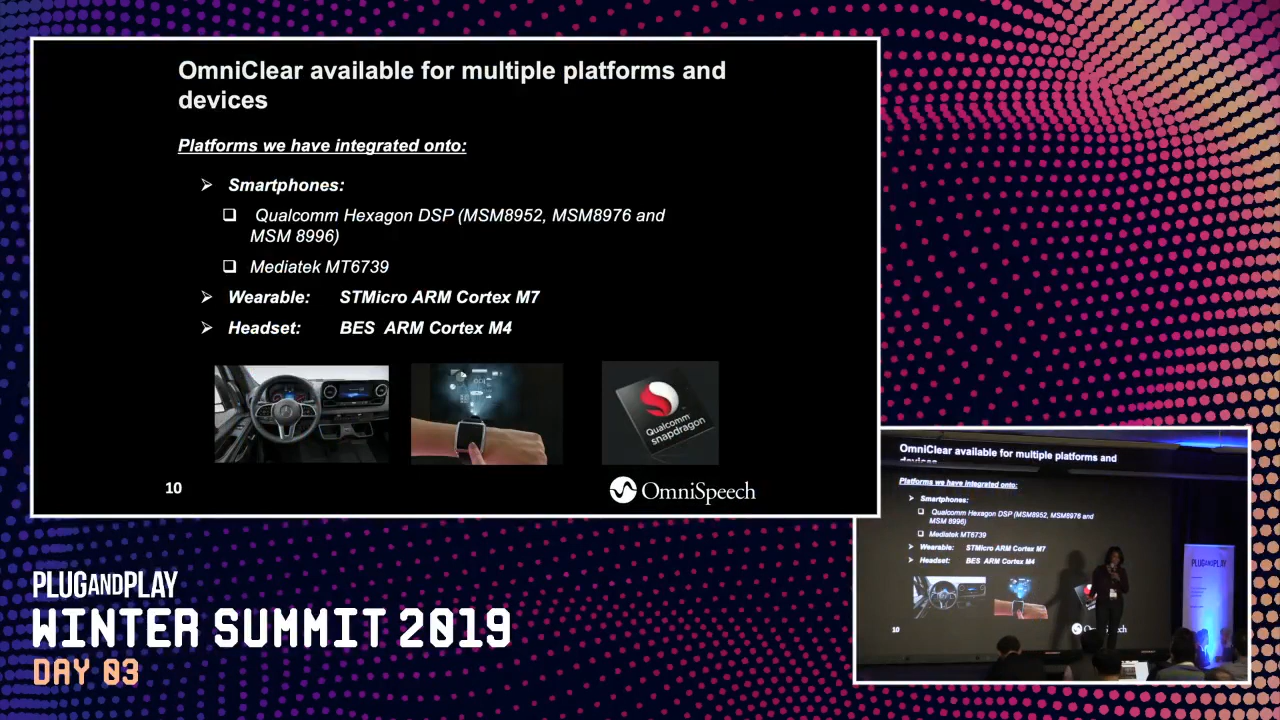 OmniClear available for multiple platforms and
devices
Platforms we have integrated onto:
Smartphones:
Qualcomm Hexagon DSP (MSM8952, MSM8976 and
MSM 8996)
Mediatek MT6739
Wearable: STMicro ARM Cortex M7
Headset: BES ARM Cortex M4
Qualcomm
snapdragon
10
OmniSpeech
OmniClear available for multiple platforms and
devices
Platforms we have integrated onto:
Smartphones:
Qualcomm Hexagon DSP (MSM8952, MSM8976 and
MSM 8996)
Mediatek MT6739
Wearable: STMicro ARM Cortex M7
Headset: BES ARM Cortex M4
10
PLUGANDPLAY
PLUGANDPLAY
WINTER SUMMIT 2019
DAY 03